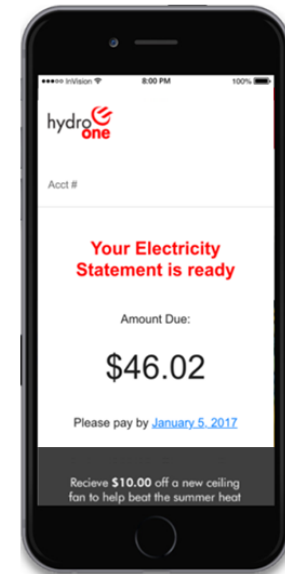 InVision
8:00 PM
100%
hydro
one
Acct #
Your Electricity
Statement is ready
Amount Due:
$46.02
Please pay by January 5, 2017
Recieve $10.00 off a new ceiling
fan to help beat the summer heat